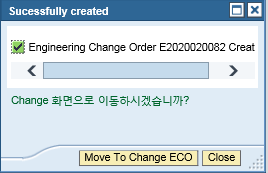 Sucessfully created
Engineering Change Order E2020020082 Creat
Change 화면으로 이동하시겠습니까?
Move To Change ECO Close